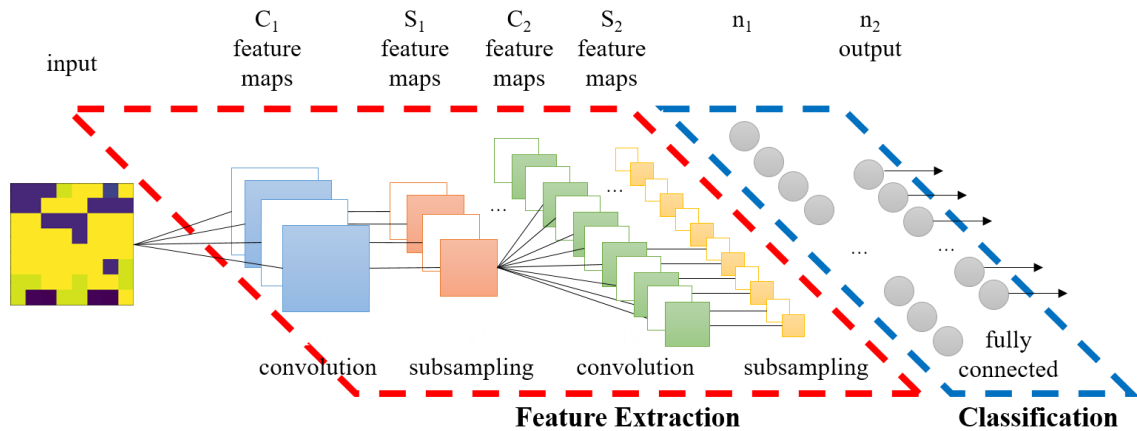 input
C₁
feature
maps
S₁
feature
maps
C₂
feature
maps
S₂
feature
maps
n₁
n₂
output
...
...
...
...
convolution
subsampling
convolution
subsampling
fully
connected
Feature Extraction
Classification